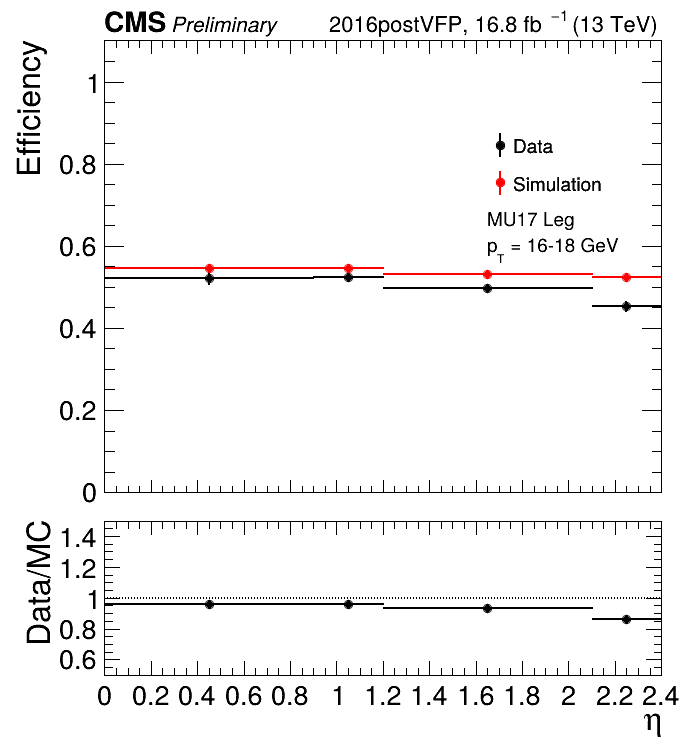 CMS Preliminary 2016postVFP, 16.8 fb⁻¹ (13 TeV)
Efficiency
1
0.8
0.6
0.4
0.2
0
Data
Simulation
MU17 Leg
p_T = 16-18 GeV
Data/MC
1.4
1.2
1
0.8
0.6
0 0.2 0.4 0.6 0.8 1 1.2 1.4 1.6 1.8 2 2.2 2.4
η